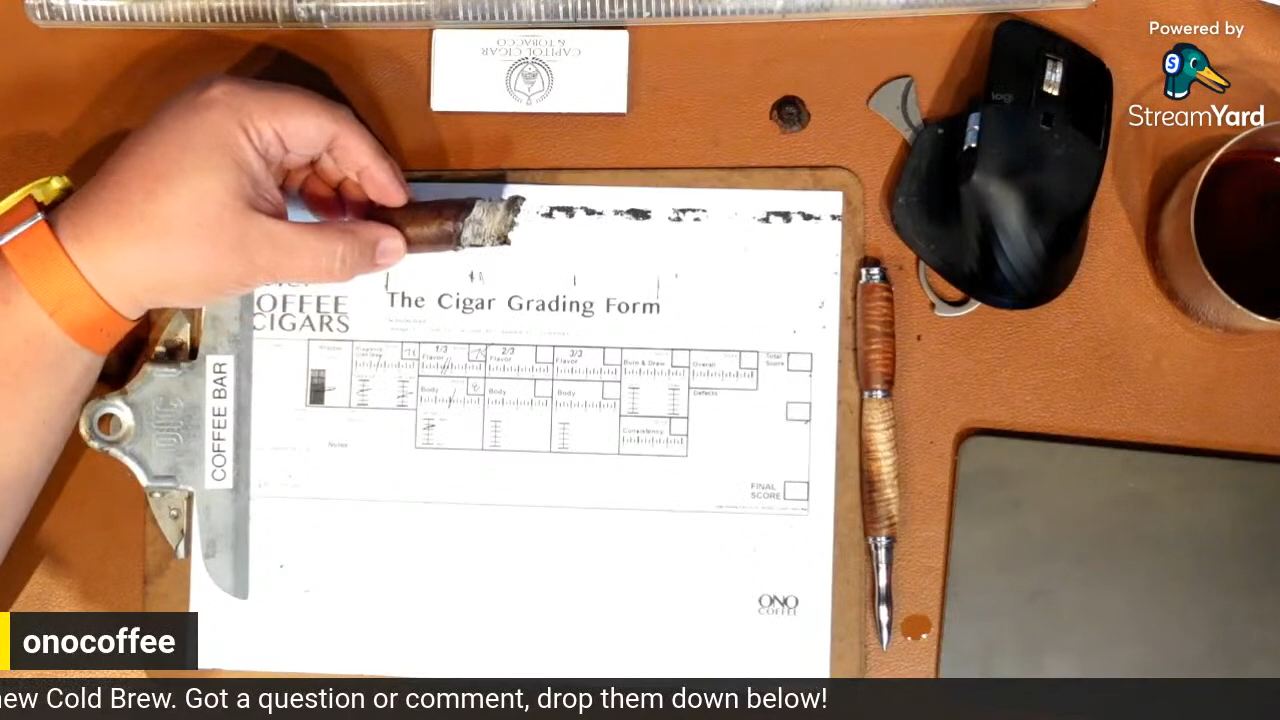 Powered by
StreamYard
CAPITOL CIGAR
& TOBACCO
logi
OFFEE
CIGARS
The Cigar Grading Form
1/3
Flavor
2/3
Flavor
3/3
Flavor
Burn & Draw
Overall
Total
Score
Body
Body
Body
Defects
Consistency
Notes
FINAL
SCORE
COFFEE BAR
ONO
COFFEE
onocoffee
new Cold Brew. Got a question or comment, drop them down below!